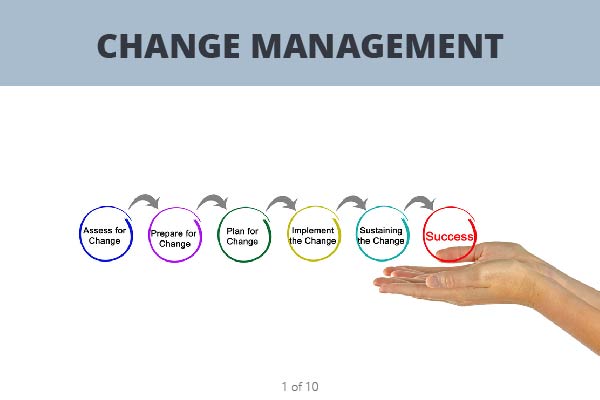 CHANGE MANAGEMENT
Assess for
Change
Prepare for
Change
Plan for
Change
Implement
the Change
Sustaining
the Change
Success
1 of 10